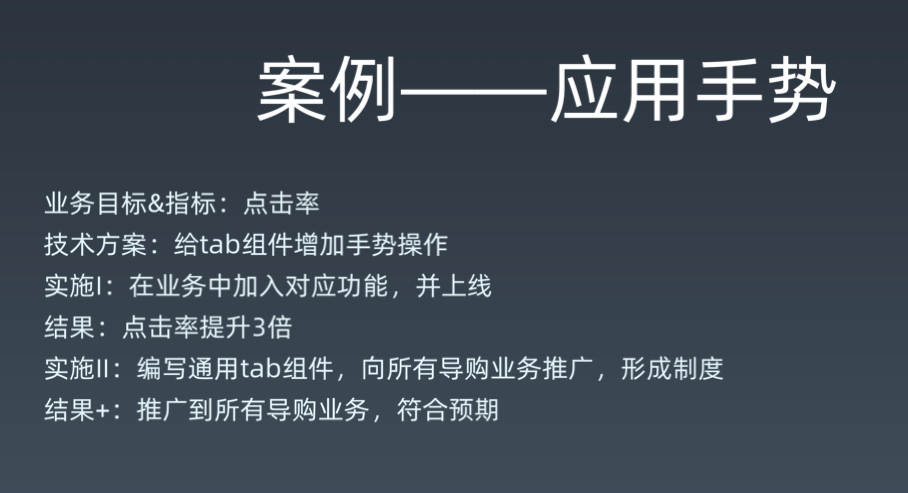 案例——应用手势
业务目标&指标：点击率
技术方案：给tab组件增加手势操作
实施I：在业务中加入对应功能，并上线
结果：点击率提升3倍
实施II：编写通用tab组件，向所有导购业务推广，形成制度
结果+：推广到所有导购业务，符合预期